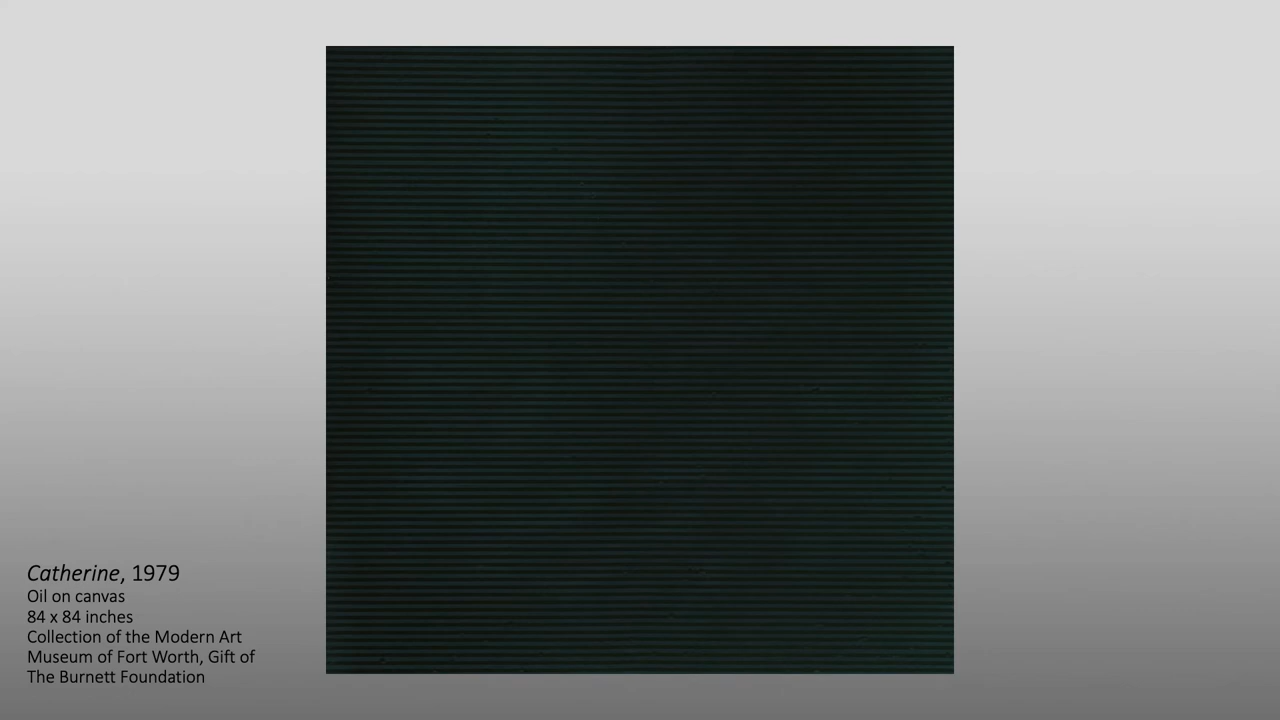 Catherine, 1979
Oil on canvas
84 x 84 inches
Collection of the Modern Art
Museum of Fort Worth, Gift of
The Burnett Foundation